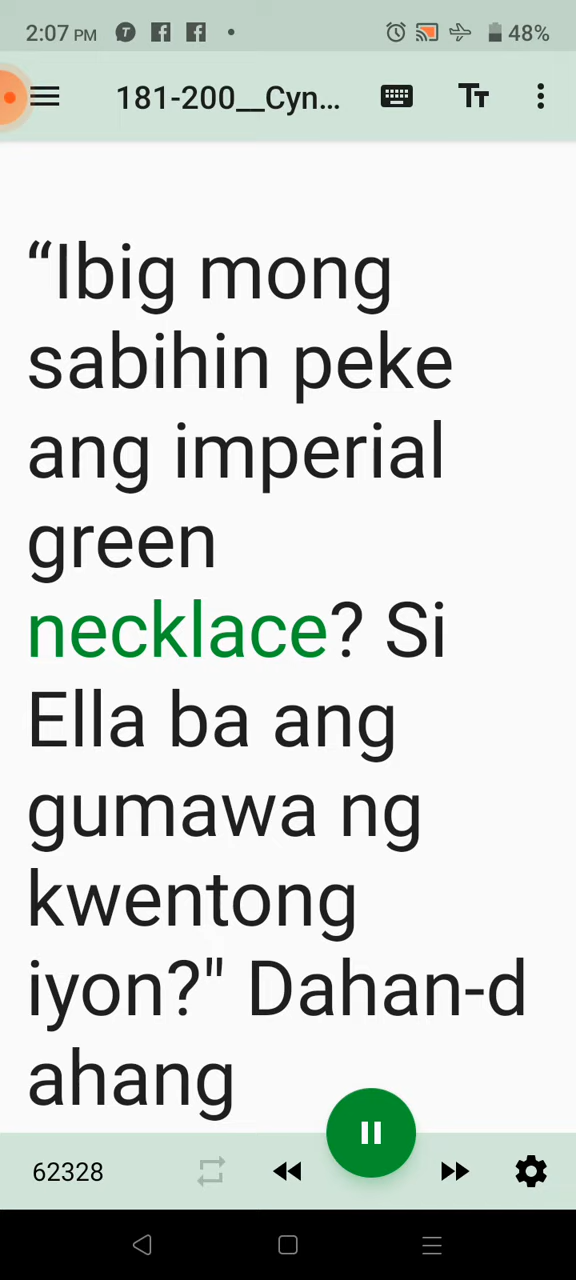 2:07 PM
48%
181-200__Cyn...
“Ibig mong
sabihin peke
ang imperial
green
necklace? Si
Ella ba ang
gumawa ng
kwentong
iyon?" Dahan-d
ahang
62328